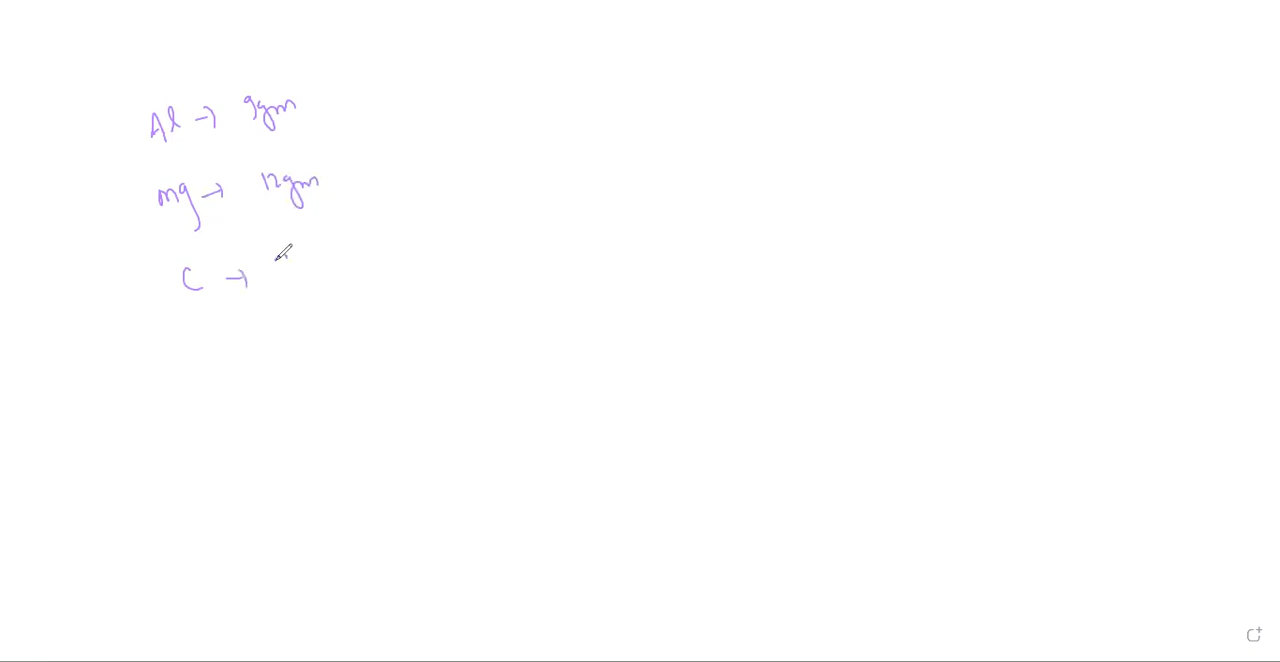 Al → 9gm
mg → 12gm
C →